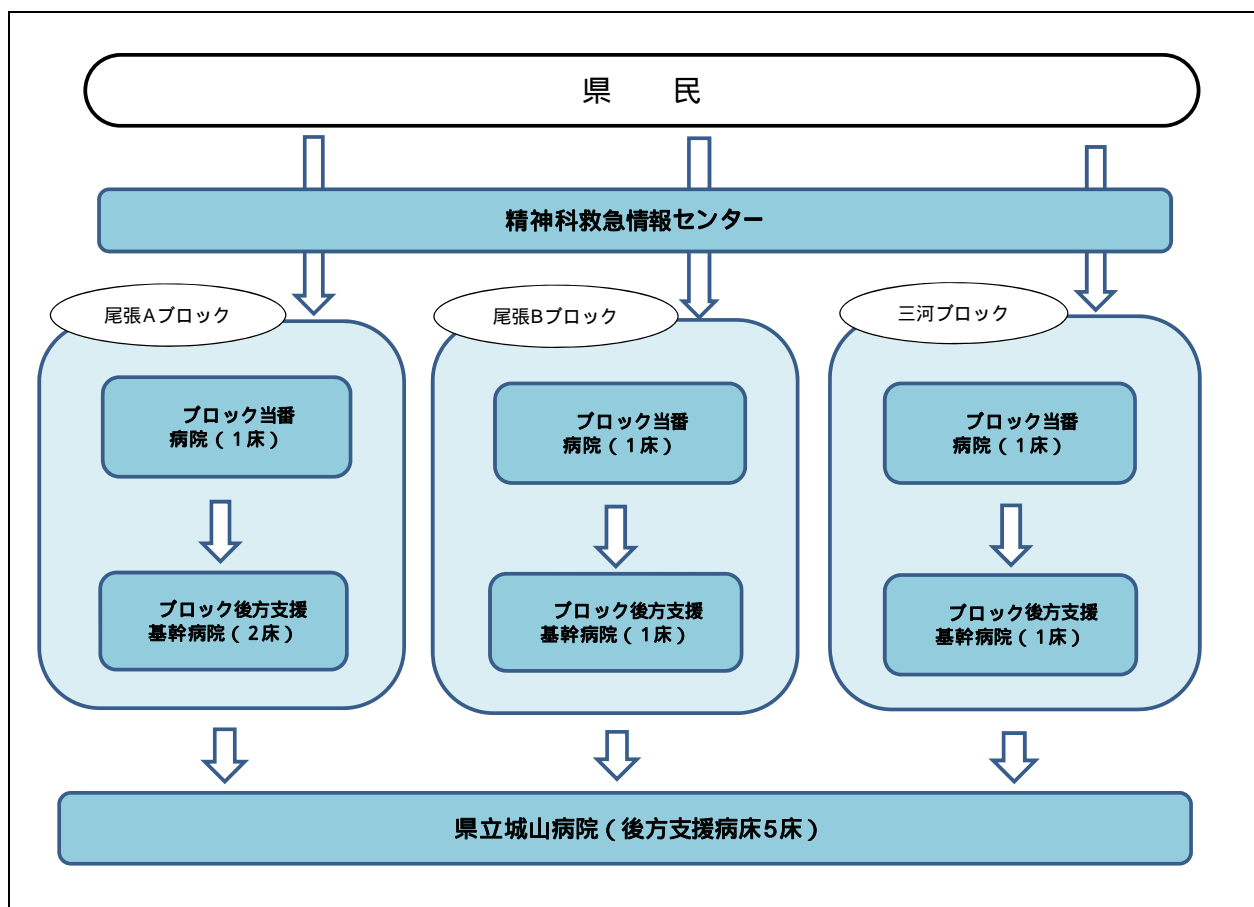 県　　民
精神科救急情報センター
尾張Aブロック
尾張Bブロック
三河ブロック
ブロック当番
病院（１床）
ブロック当番
病院（１床）
ブロック当番
病院（１床）
ブロック後方支援
基幹病院（２床）
ブロック後方支援
基幹病院（１床）
ブロック後方支援
基幹病院（１床）
県立城山病院（後方支援病床5床）